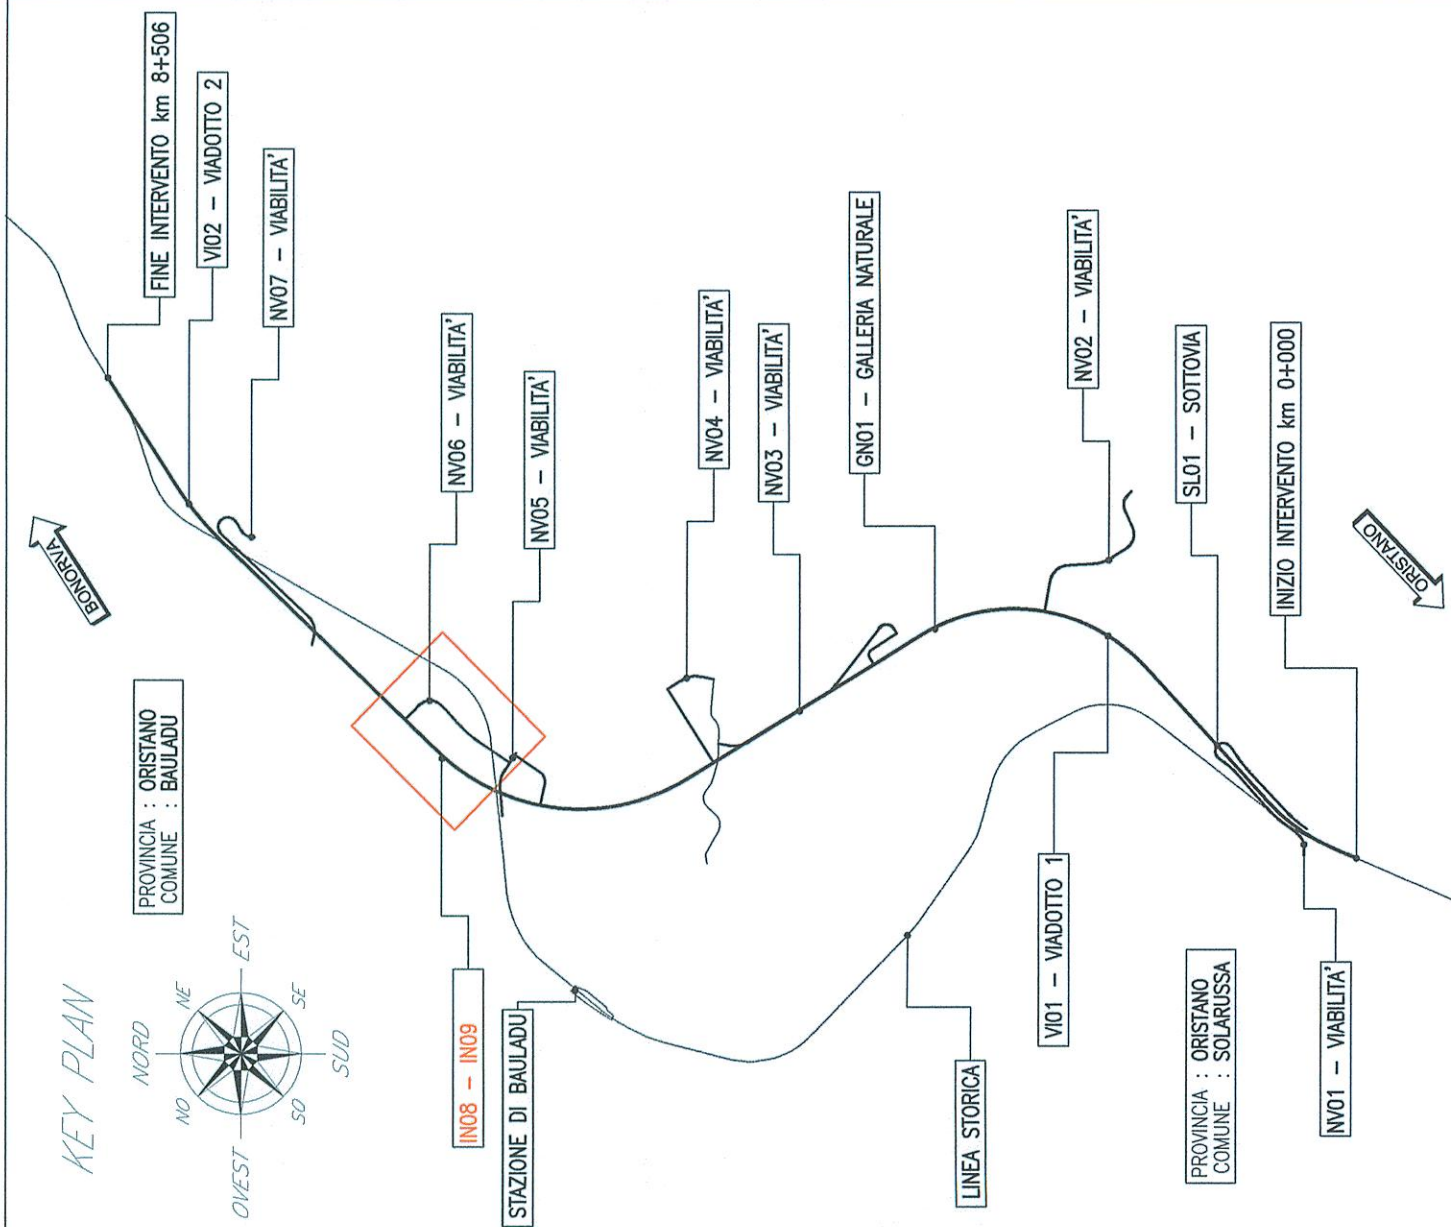 KEY PLAN
NORD
NO
NE
OVEST
EST
SO
SE
SUD
PROVINCIA : ORISTANO
COMUNE : BAULADU
BONORVA
FINE INTERVENTO km 8+506
VI02 - VIADOTTO 2
NV07 - VIABILITA'
NV06 - VIABILITA'
NV05 - VIABILITA'
IN08 - IN09
STAZIONE DI BAULADU
NV04 - VIABILITA'
NV03 - VIABILITA'
GN01 - GALLERIA NATURALE
LINEA STORICA
VI01 - VIADOTTO 1
NV02 - VIABILITA'
SL01 - SOTTOVIA
INIZIO INTERVENTO km 0+000
ORISTANO
PROVINCIA : ORISTANO
COMUNE : SOLARUSSA
NV01 - VIABILITA'